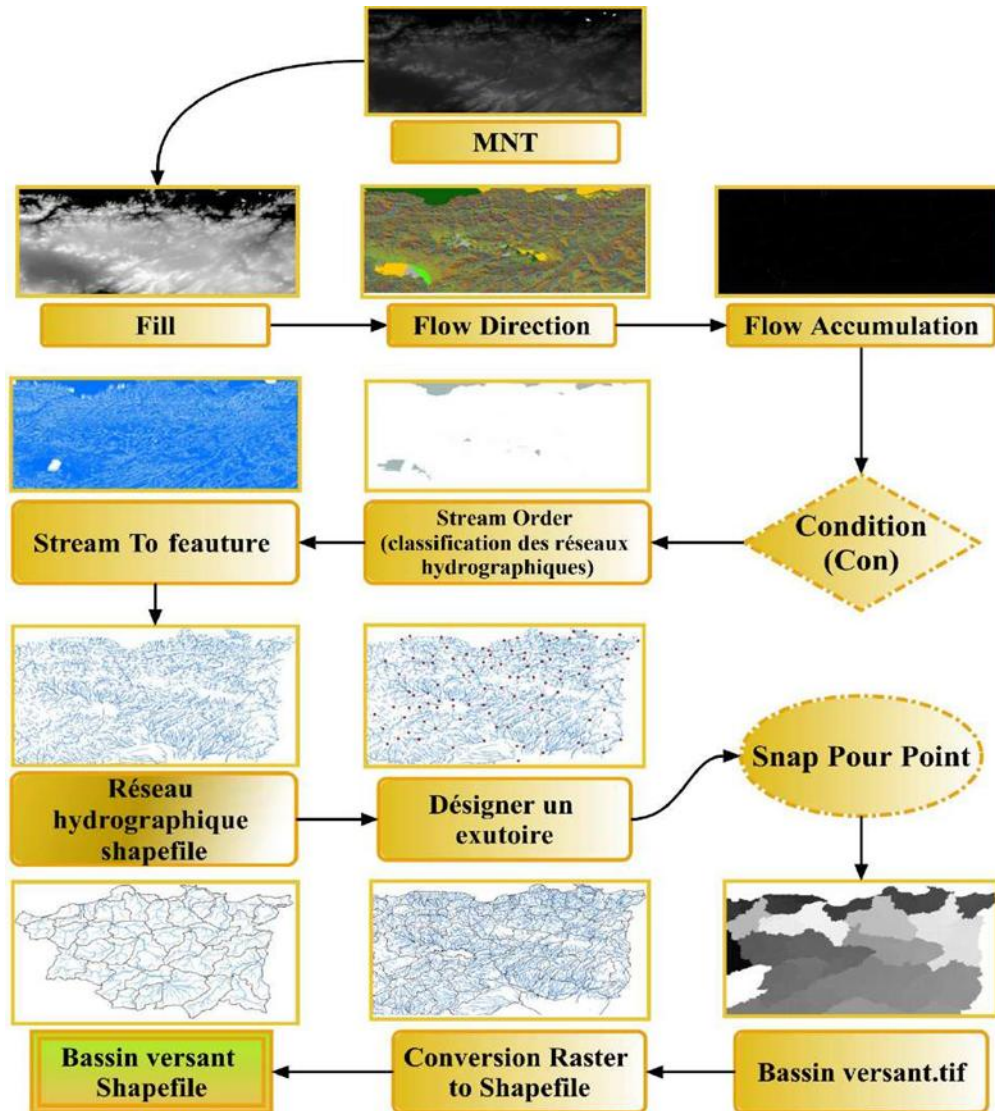 MNT
Fill
Flow Direction
Flow Accumulation
Stream To feauture
Stream Order
(classification des réseaux
hydrographiques)
Condition
(Con)
Réseau
hydrographique
shapefile
Désigner un
exutoire
Snap Pour Point
Bassin versant
Shapefile
Conversion Raster
to Shapefile
Bassin versant.tif